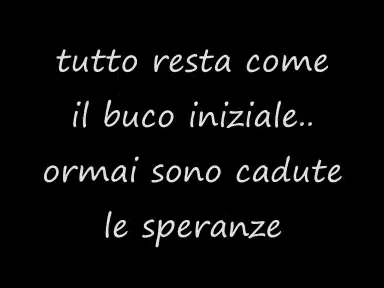 tutto resta come
il buco iniziale..
ormai sono cadute
le speranze